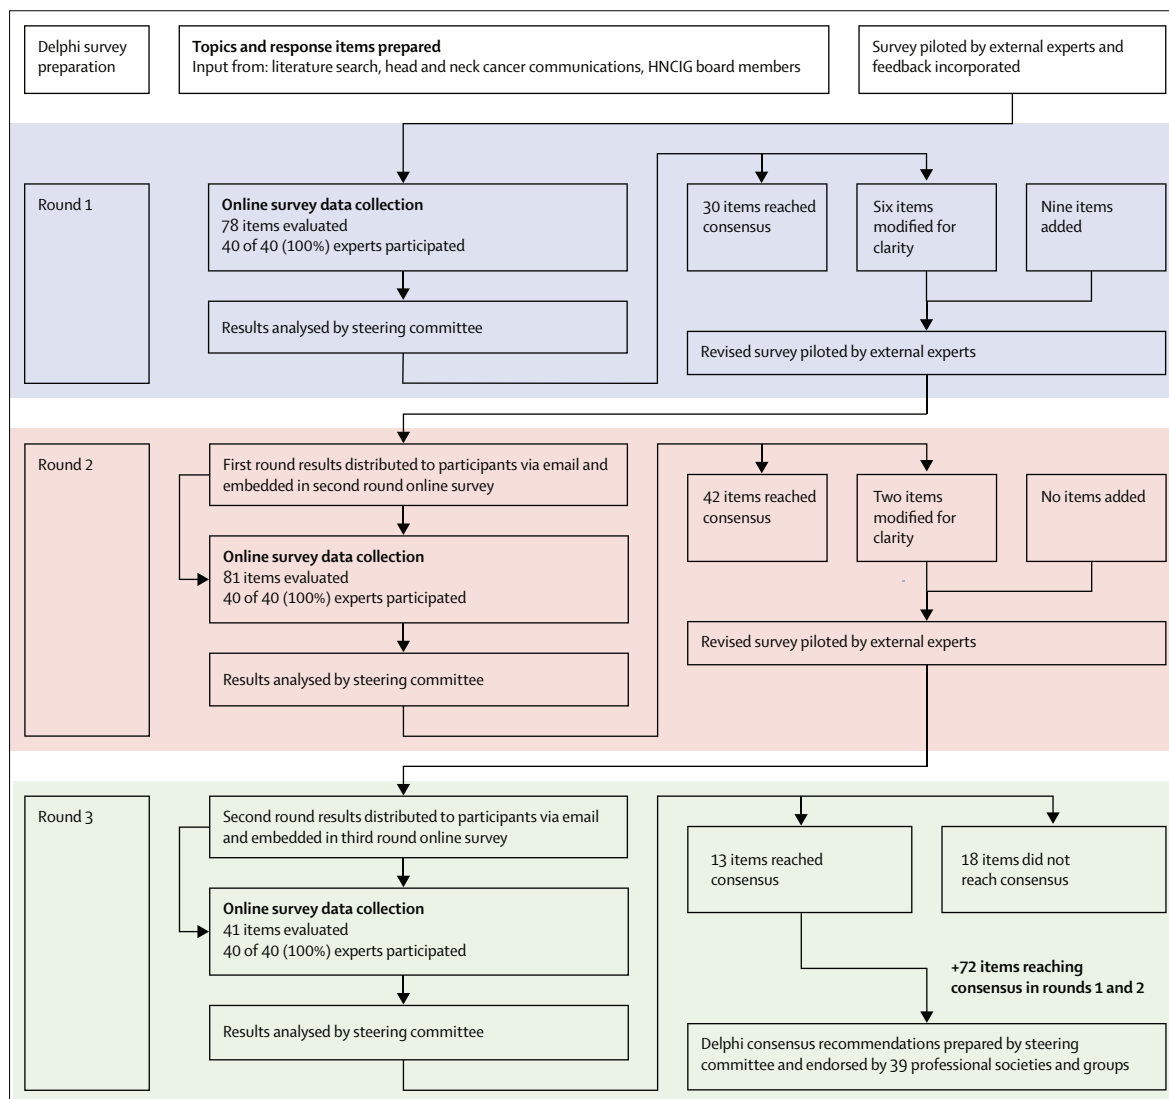 Delphi survey
preparation
Topics and response items prepared
Input from: literature search, head and neck cancer communications, HNCIG board members
Survey piloted by external experts and
feedback incorporated
Round 1
Online survey data collection
78 items evaluated
40 of 40 (100%) experts participated
Results analysed by steering committee
30 items reached
consensus
Six items
modified for
clarity
Nine items
added
Revised survey piloted by external experts
Round 2
First round results distributed to participants via email and
embedded in second round online survey
Online survey data collection
81 items evaluated
40 of 40 (100%) experts participated
Results analysed by steering committee
42 items reached
consensus
Two items
modified for
clarity
No items added
Revised survey piloted by external experts
Round 3
Second round results distributed to participants via email
and embedded in third round online survey
Online survey data collection
41 items evaluated
40 of 40 (100%) experts participated
Results analysed by steering committee
13 items reached
consensus
18 items did not
reach consensus
+72 items reaching
consensus in rounds 1 and 2
Delphi consensus recommendations prepared by steering
committee and endorsed by 39 professional societies and groups